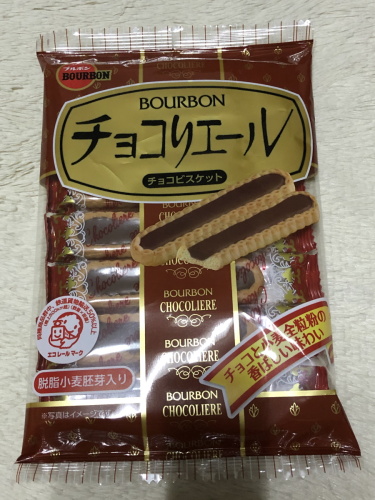 ブルボン
BOURBON
BOURBON
チョコリエール
チョコビスケット
BOURBON
CHOCOLIERE
BOURBON
CHOCOLIERE
BOURBON
CHOCOLIERE
BOURBON
CHOCOLIERE
チョコと小麦全粒粉の
香ばしい味わい
エコレールマーク
脱脂小麦胚芽入り
※写真はイメージです